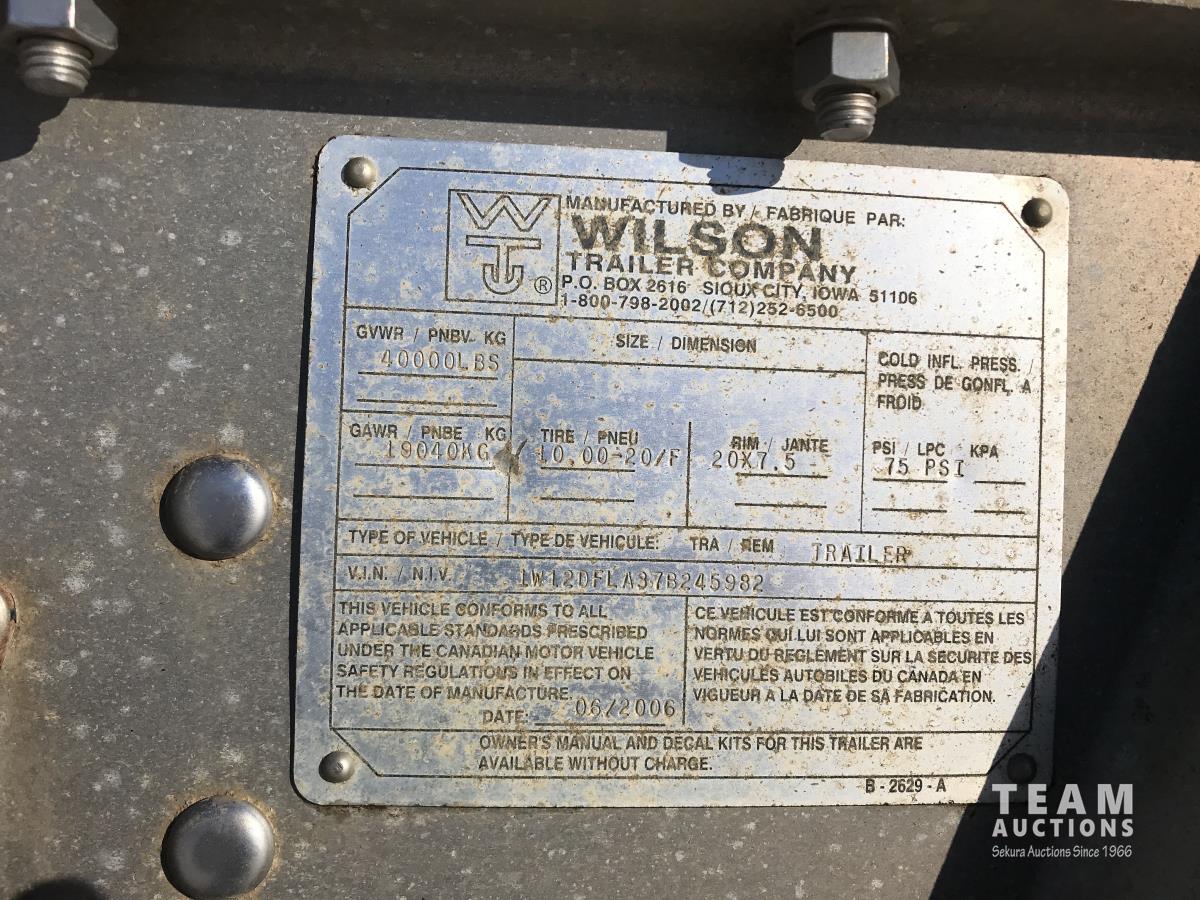 MANUFACTURED BY / FABRIQUE PAR:
WILSON
TRAILER COMPANY
P.O. BOX 2616 SIOUX CITY, IOWA 51106
1-800-798-2002/(712)252-6500
WT ®
GVWR / PNBV KG
40000LBS
SIZE / DIMENSION
COLD INFL. PRESS. /
PRESS DE GONFL. A
FROID
GAWR / PNBE KG
19040KG
TIRE / PNEU
10.00-20/F
RIM / JANTE
20X7.5
PSI / LPC KPA
75 PSI
TYPE OF VEHICLE / TYPE DE VEHICULE: TRA / REM TRAILER
V.I.N. / N.I.V. 1W12DFLA37B245982
THIS VEHICLE CONFORMS TO ALL
APPLICABLE STANDARDS PRESCRIBED
UNDER THE CANADIAN MOTOR VEHICLE
SAFETY REGULATIONS IN EFFECT ON
THE DATE OF MANUFACTURE.
DATE: 06/2006
CE VEHICULE EST CONFORME A TOUTES LES
NORMES QUI LUI SONT APPLICABLES EN
VERTU DU REGLEMENT SUR LA SECURITE DES
VEHICULES AUTOBILES DU CANADA EN
VIGUEUR A LA DATE DE SA FABRICATION.
OWNER'S MANUAL AND DECAL KITS FOR THIS TRAILER ARE
AVAILABLE WITHOUT CHARGE.
B - 2629 - A
TEAM
AUCTIONS
Sekura Auctions Since 1966